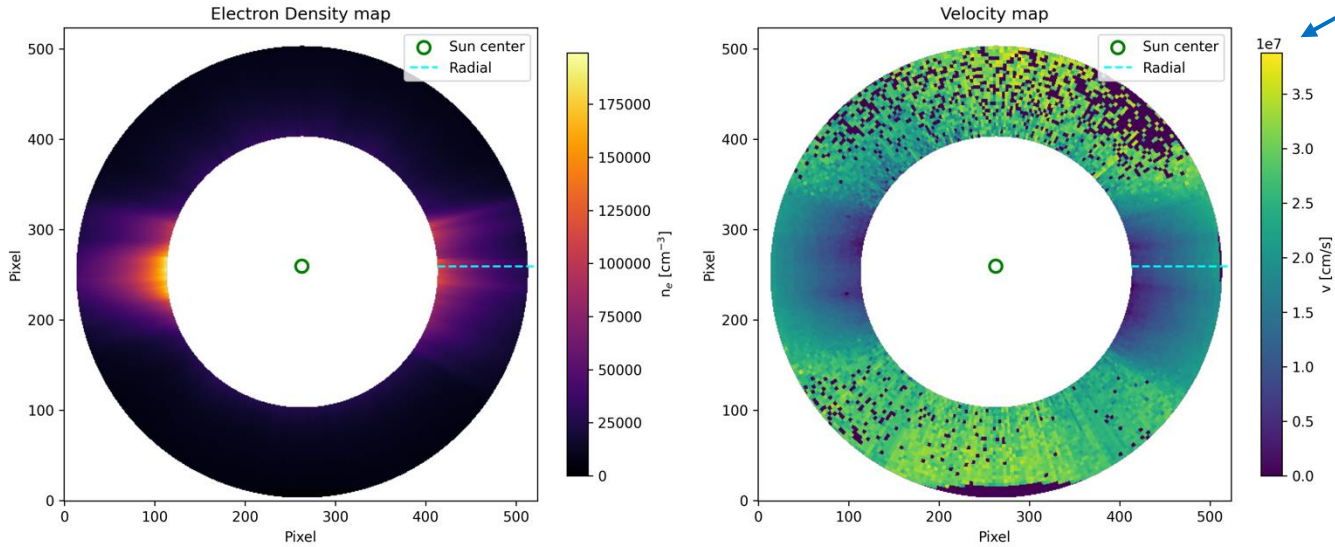 Electron Density map
Sun center
Radial
500
400
300
200
100
0
Pixel
0 100 200 300 400 500
Pixel
175000
150000
125000
100000
75000
50000
25000
0
n_e [cm⁻³]
Velocity map
Sun center
Radial
500
400
300
200
100
0
Pixel
0 100 200 300 400 500
Pixel
1e7
3.5
3.0
2.5
2.0
1.5
1.0
0.5
0.0
v [cm/s]